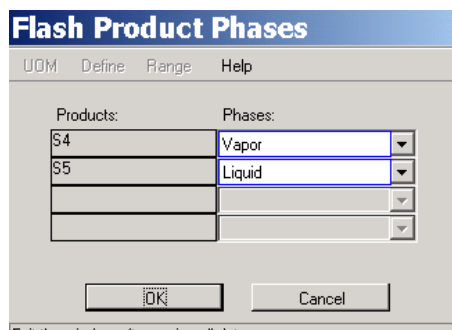 Flash Product Phases
UOM Define Range Help
Products: Phases:
S4 Vapor
S5 Liquid
OK Cancel